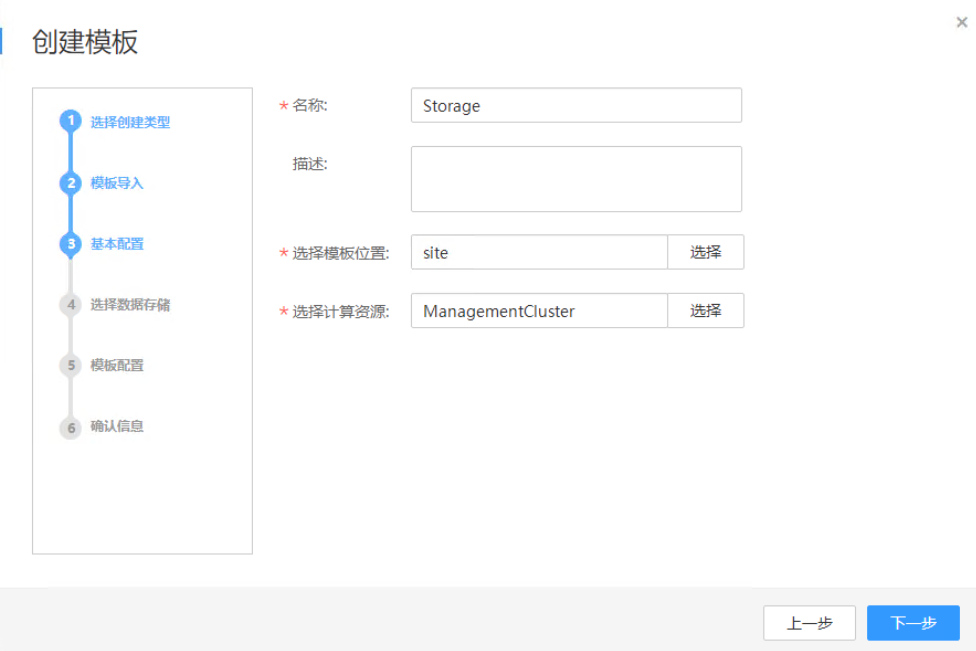 创建模板
×
1 选择创建类型
2 模板导入
3 基本配置
4 选择数据存储
5 模板配置
6 确认信息
* 名称: Storage
描述:
* 选择模板位置: site 选择
* 选择计算资源: ManagementCluster 选择
上一步 下一步